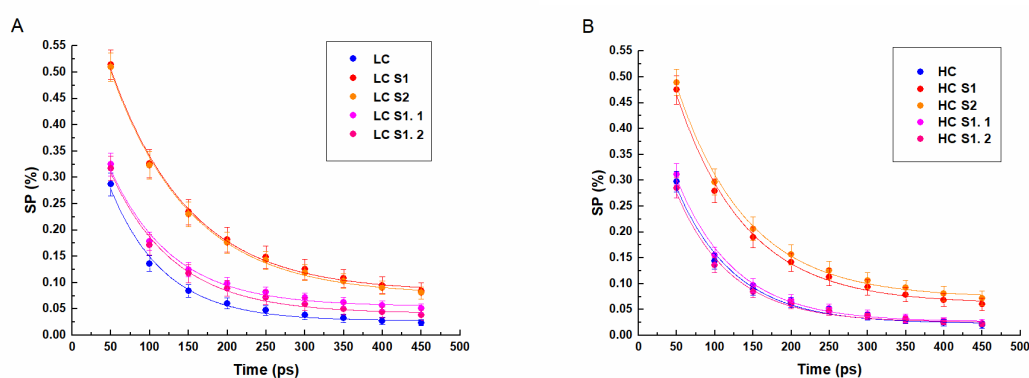 A
SP (%)
0.55
0.50
0.45
0.40
0.35
0.30
0.25
0.20
0.15
0.10
0.05
0.00
LC
LC S1
LC S2
LC S1. 1
LC S1. 2
0 50 100 150 200 250 300 350 400 450 500
Time (ps)
B
SP (%)
0.55
0.50
0.45
0.40
0.35
0.30
0.25
0.20
0.15
0.10
0.05
0.00
HC
HC S1
HC S2
HC S1. 1
HC S1. 2
0 50 100 150 200 250 300 350 400 450 500
Time (ps)